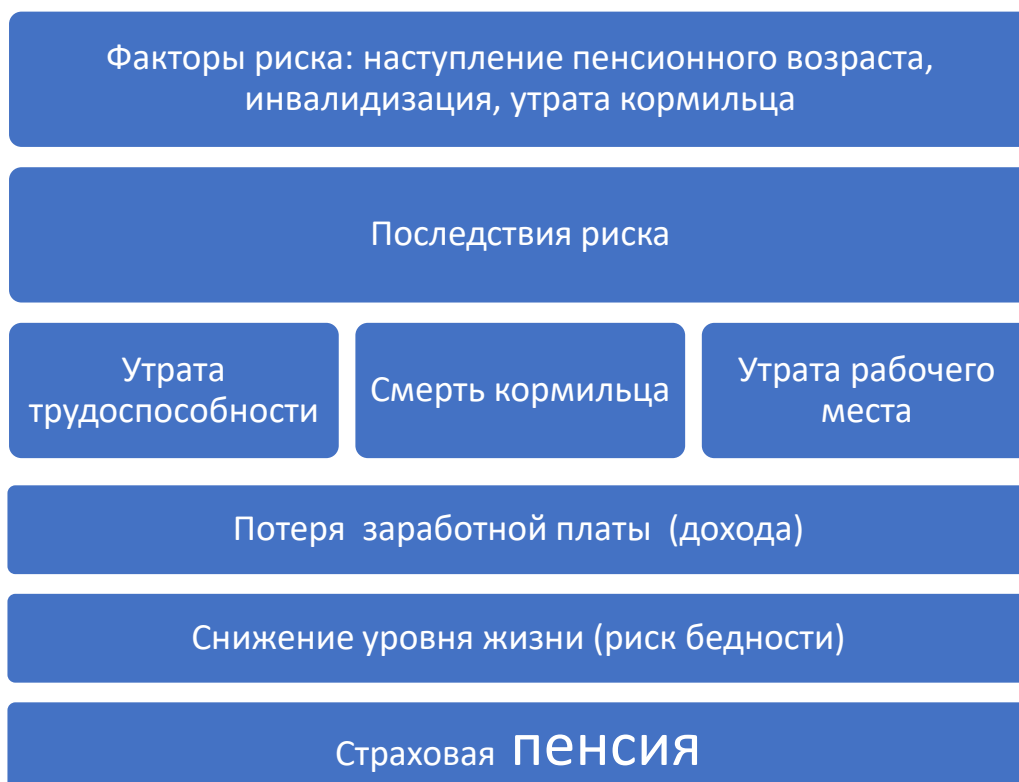 Факторы риска: наступление пенсионного возраста,
инвалидизация, утрата кормильца
Последствия риска
Утрата
трудоспособности
Смерть кормильца
Утрата рабочего
места
Потеря  заработной платы  (дохода)
Снижение уровня жизни (риск бедности)
Страховая пенсия